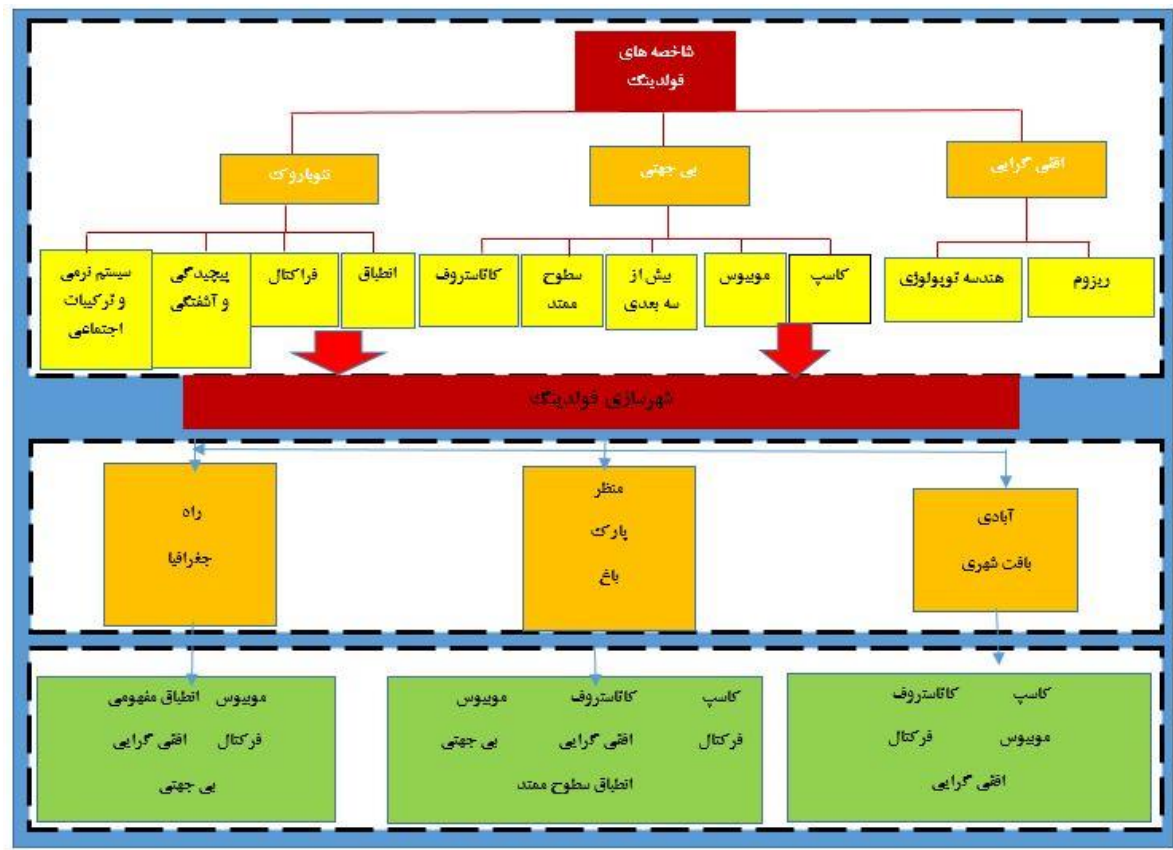 شاخصه های
فولدینگ
افقی گرایی
بی جهتی
نئوباروک
ریزوم
هندسه توپولوژی
کاسپ
موبیوس
بیش از
سه بعدی
سطوح
ممتد
کاتاستروف
انطباق
فراکتال
پیچیدگی
و آشفتگی
سیستم نرمی
و ترکیبات
اجتماعی
شهرسازی فولدینگ
آبادی
بافت شهری
منظر
پارک
باغ
راه
جغرافیا
کاسپ کاتاستروف
موبیوس فرکتال
افقی گرایی
کاسپ کاتاستروف موبیوس
فرکتال افقی گرایی بی جهتی
انطباق سطوح ممتد
موبیوس انطباق مفهومی
فرکتال افقی گرایی
بی جهتی